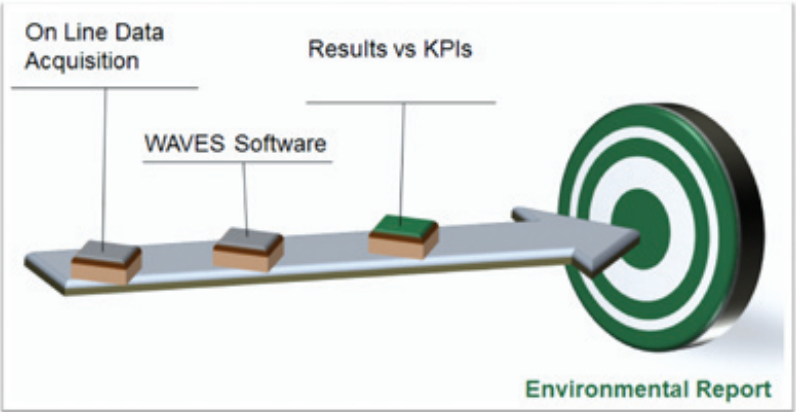 On Line Data
Acquisition
Results vs KPIs
WAVES Software
Environmental Report